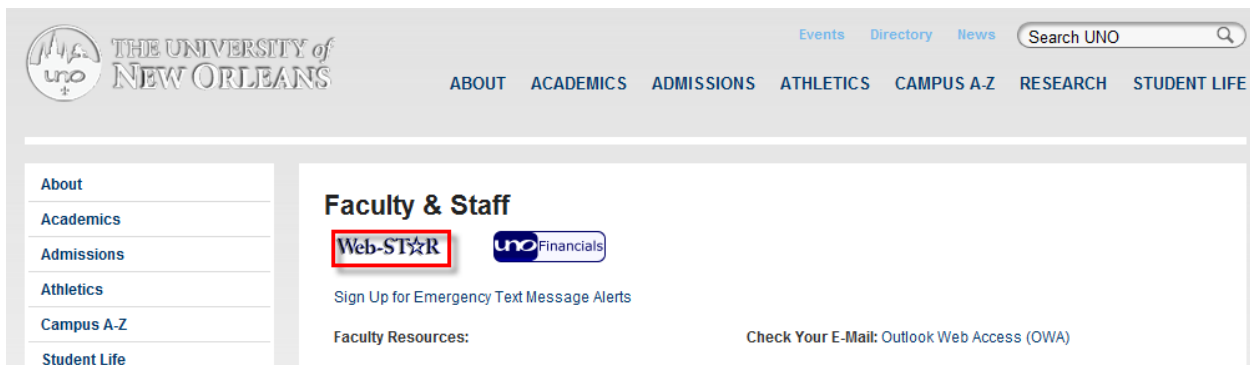 Events Directory News Search UNO
uno THE UNIVERSITY of
NEW ORLEANS
ABOUT ACADEMICS ADMISSIONS ATHLETICS CAMPUS A-Z RESEARCH STUDENT LIFE
About
Academics
Admissions
Athletics
Campus A-Z
Student Life
Faculty & Staff
Web-ST☆R uno Financials
Sign Up for Emergency Text Message Alerts
Faculty Resources: Check Your E-Mail: Outlook Web Access (OWA)